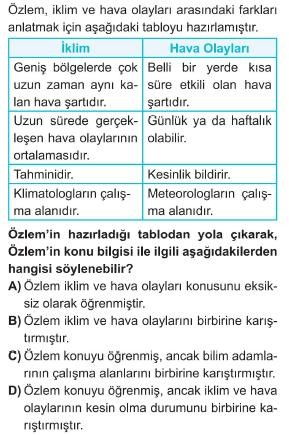 Özlem, iklim ve hava olayları arasındaki farkları
anlatmak için aşağıdaki tabloyu hazırlamıştır.
İklim
Hava Olayları
Geniş bölgelerde çok
uzun zaman aynı ka-
lan hava şartıdır.
Belli bir yerde kısa
süre etkili olan hava
şartıdır.
Uzun sürede gerçek-
leşen hava olaylarının
ortalamasıdır.
Günlük ya da haftalık
olabilir.
Tahminidir.
Kesinlik bildirir.
Klimatologların çalış-
ma alanıdır.
Meteorologların çalış-
ma alanıdır.
Özlem'in hazırladığı tablodan yola çıkarak,
Özlem'in konu bilgisi ile ilgili aşağıdakilerden
hangisi söylenebilir?
A) Özlem iklim ve hava olayları konusunu eksik-
siz olarak öğrenmiştir.
B) Özlem iklim ve hava olaylarını birbirine karış-
tırmıştır.
C) Özlem konuyu öğrenmiş, ancak bilim adamla-
rının çalışma alanlarını birbirine karıştırmıştır.
D) Özlem konuyu öğrenmiş, ancak iklim ve hava
olaylarının kesin olma durumunu birbirine ka-
rıştırmıştır.